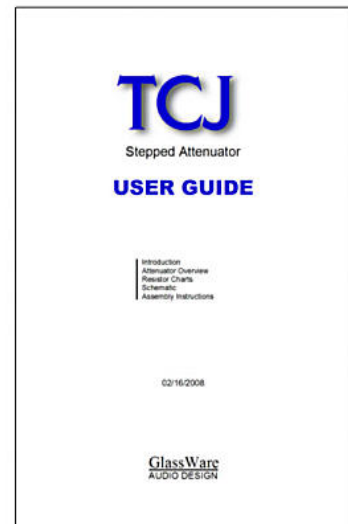 TCJ
Stepped Attenuator
USER GUIDE
Introduction
Attenuator Overview
Resistor Charts
Schematic
Assembly Instructions
02/16/2008
GlassWare
AUDIO DESIGN